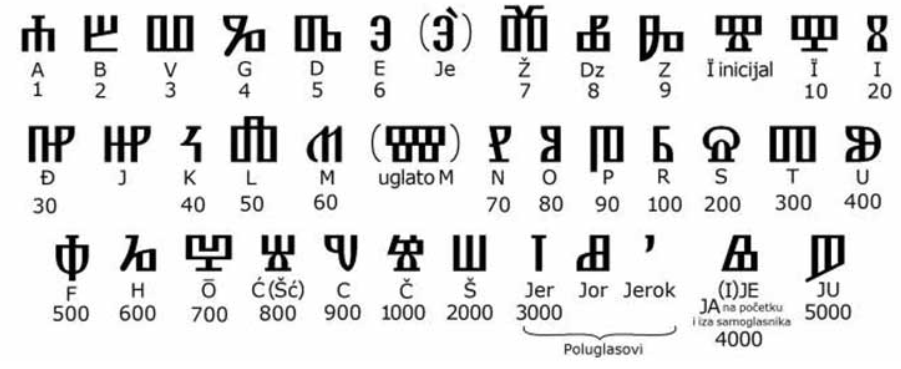 Ⰰ Ⰱ Ⰲ Ⰳ Ⰴ Ⰵ (Ⰵ̀) Ⰶ Ⰷ Ⰸ Ⰺ Ⰻ Ⰹ
A B V G D E Je Ž Dz Z Ï inicijal Ï I
1 2 3 4 5 6 7 8 9 10 20
Ⰼ Ⰼ Ⰽ Ⰾ Ⱞ (Ⰿ) Ⱀ Ⱁ Ⱂ Ⱃ Ⱄ Ⱅ Ⱆ
Đ J K L M uglato M N O P R S T U
30 40 50 60 70 80 90 100 200 300 400
Ⱇ Ⱈ Ⱉ Ⱋ Ⱌ Ⱍ Ⱎ Ⱜ Ⱏ ’ Ⱑ Ⱓ
F H Ō Ć(Šć) C Č Š Jer Jor Jerok (I)JE JU
500 600 700 800 900 1000 2000 3000 JA na početku 5000
i iza samoglasnika
4000
Poluglasovi